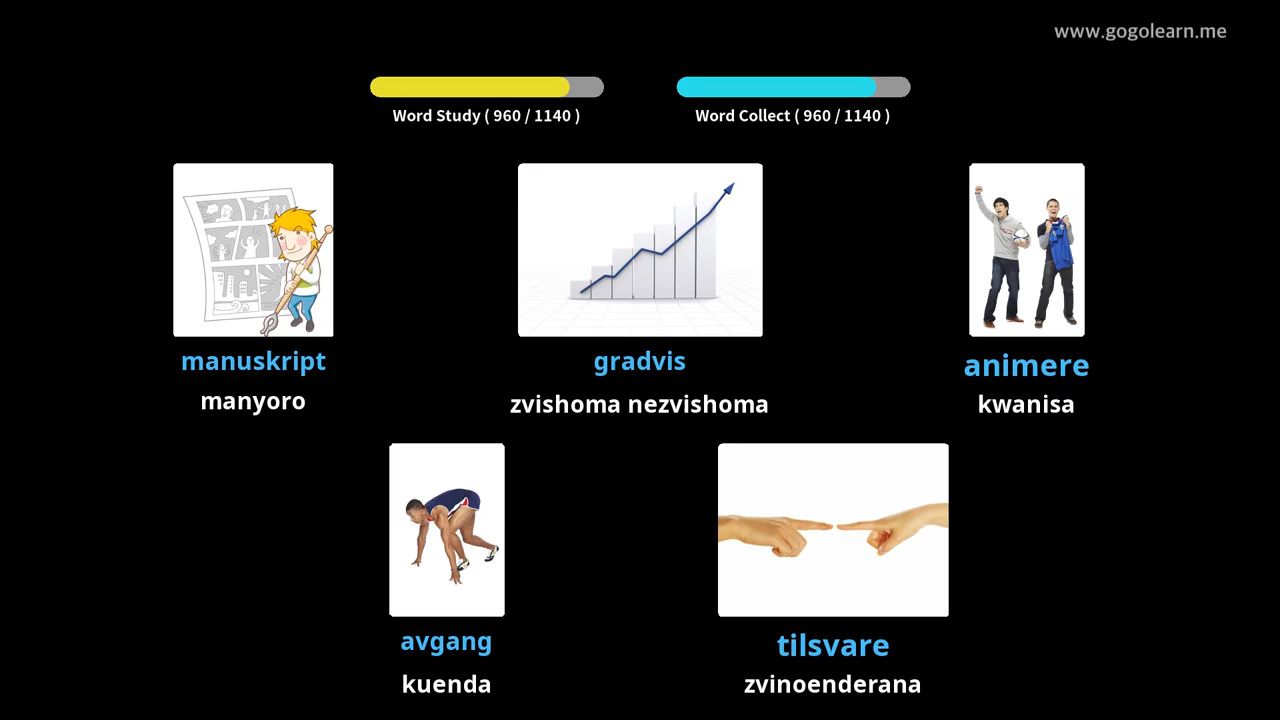 www.gogolearn.me
Word Study ( 960 / 1140 )
Word Collect ( 960 / 1140 )
manuskript
manyoro
gradvis
zvishoma nezvishoma
animere
kwanisa
avgang
kuenda
tilsvare
zvinoenderana